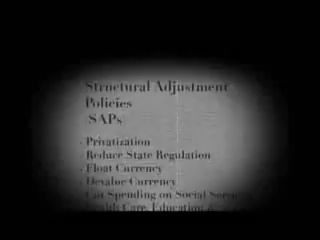 Structural Adjustment
Policies
SAPs
- Privatization
- Reduce State Regulation
- Float Currency
- Devalue Currency
- Cut Spending on Social
Health Care, Education